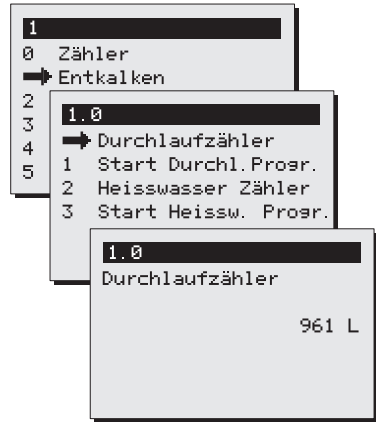 1
0 Zähler
Entkalken
2
3
4
5
1.0
Durchlaufzähler
1 Start Durchl.Progr.
2 Heisswasser Zähler
3 Start Heissw. Progr.
1.0
Durchlaufzähler
961 L